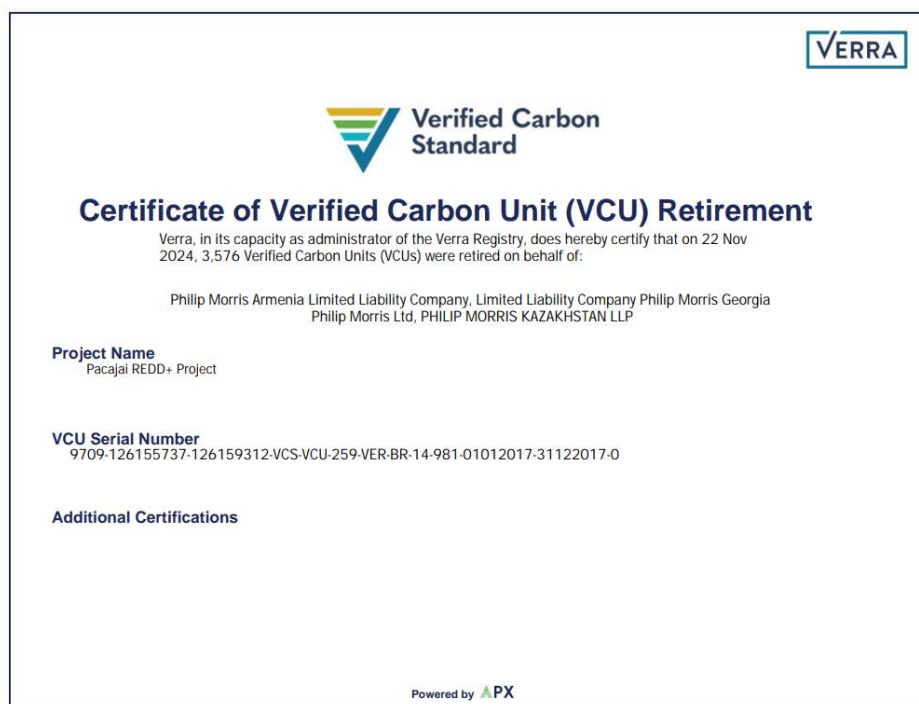 VERRA
Verified Carbon
Standard
Certificate of Verified Carbon Unit (VCU) Retirement
Verra, in its capacity as administrator of the Verra Registry, does hereby certify that on 22 Nov
2024, 3,576 Verified Carbon Units (VCUs) were retired on behalf of:
Philip Morris Armenia Limited Liability Company, Limited Liability Company Philip Morris Georgia
Philip Morris Ltd, PHILIP MORRIS KAZAKHSTAN LLP
Project Name
Pacajai REDD+ Project
VCU Serial Number
9709-126155737-126159312-VCS-VCU-259-VER-BR-14-981-01012017-31122017-0
Additional Certifications
Powered by APX